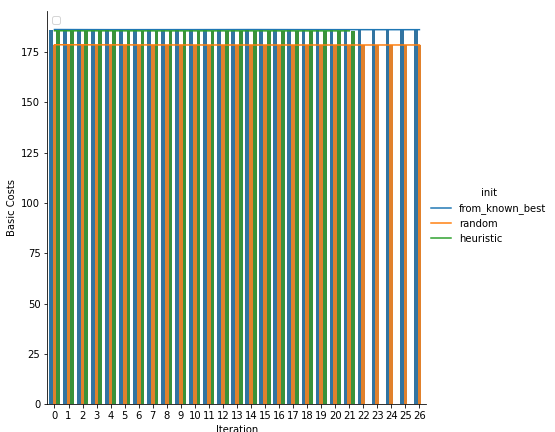 175
150
125
100
75
50
25
0
Basic Costs
0 1 2 3 4 5 6 7 8 9 10 11 12 13 14 15 16 17 18 19 20 21 22 23 24 25 26
Iteration
init
from_known_best
random
heuristic